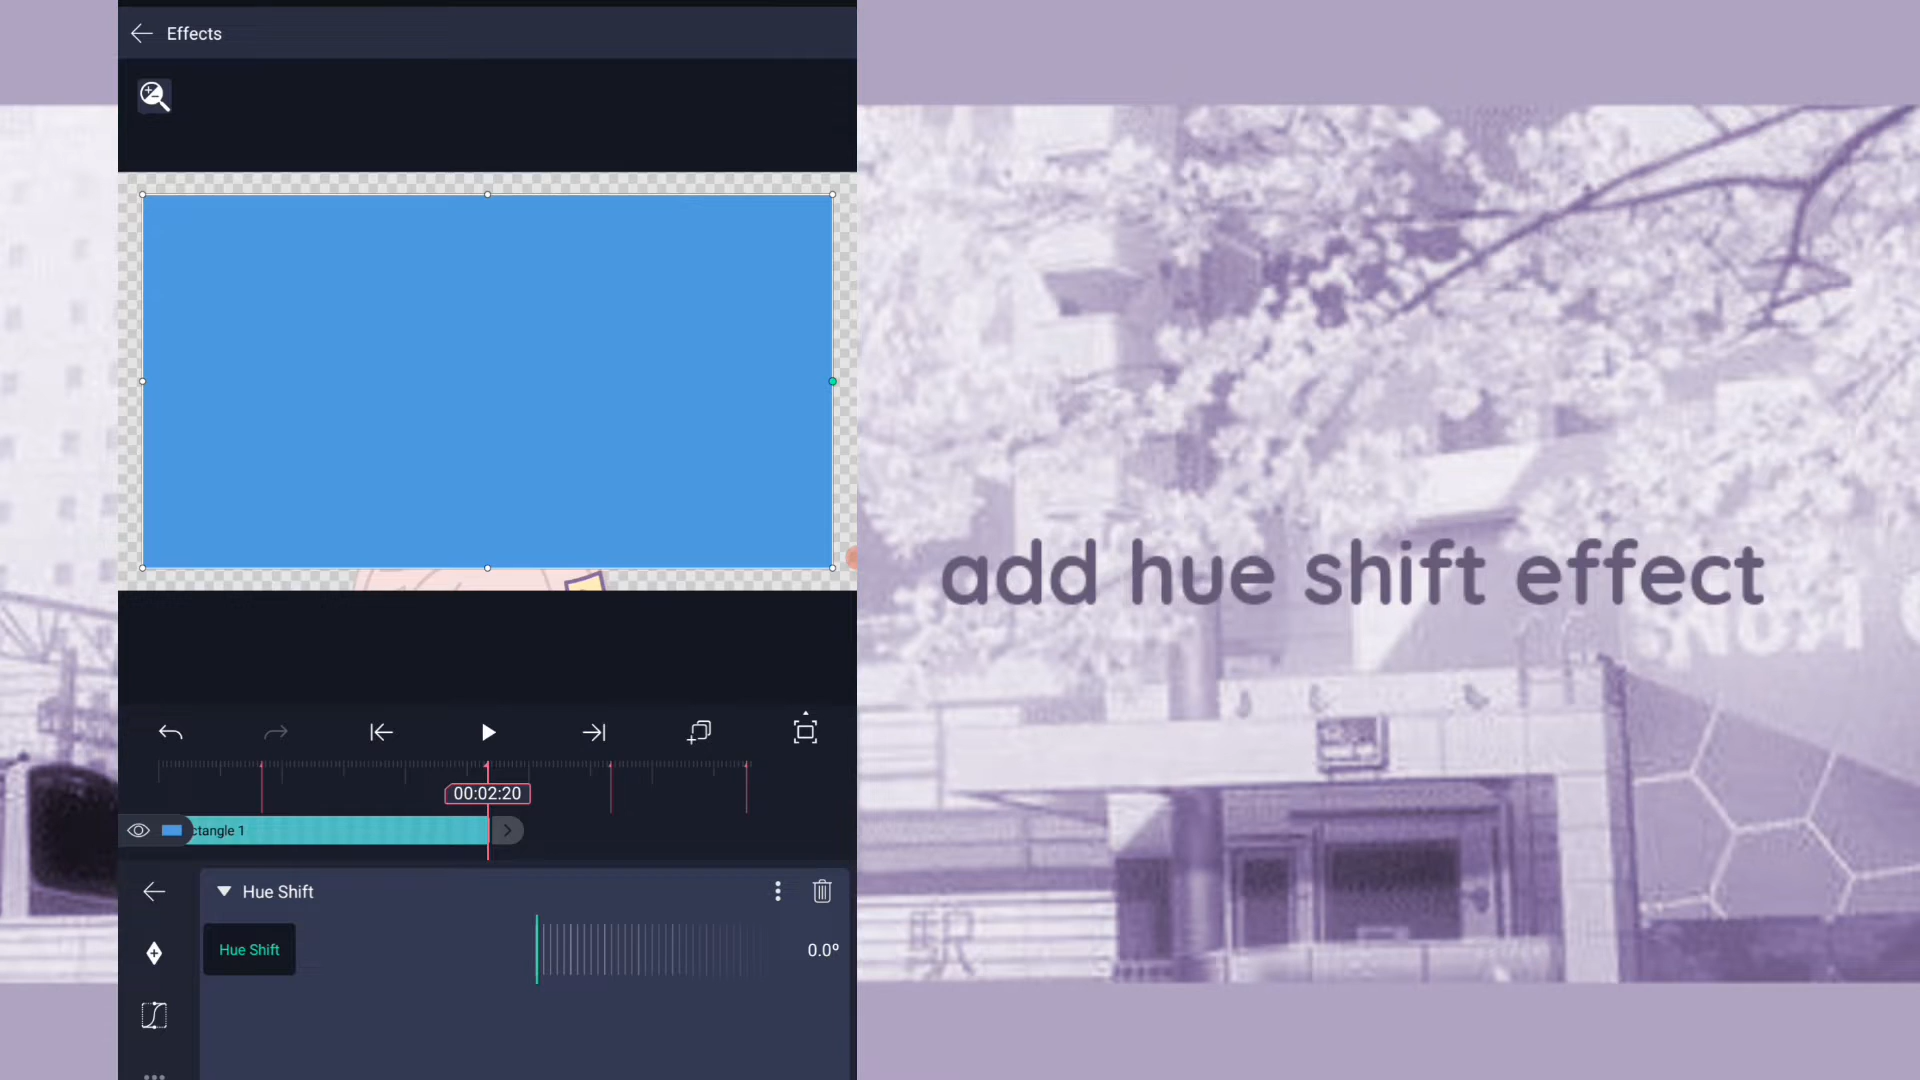 Effects
add hue shift effect
00:02:20
ctangle 1
Hue Shift
Hue Shift
0.0°